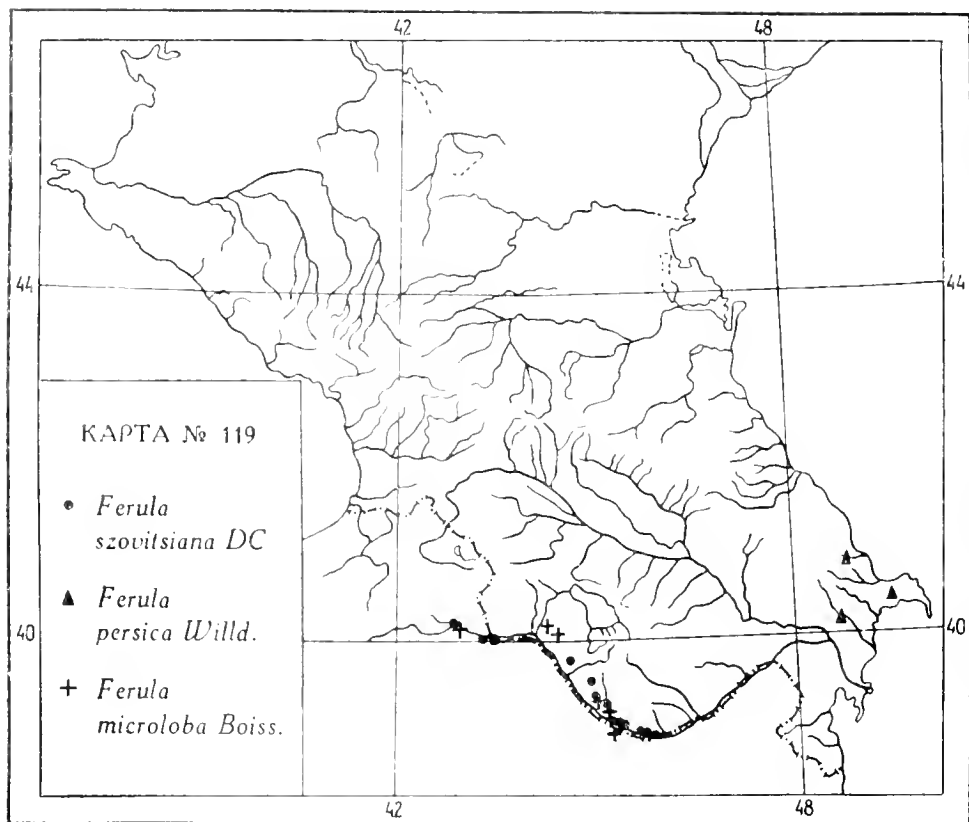 42 48
44 44
КАРТА № 119
Ferula
szovitsiana DC
Ferula
persica Willd.
Ferula
microloba Boiss.
40 40
42 48